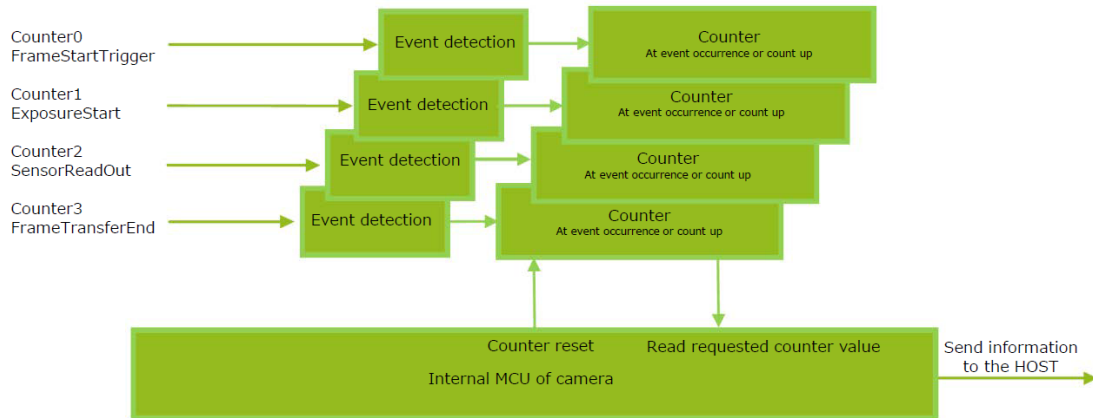 Counter0
FrameStartTrigger
Event detection
Counter
At event occurrence or count up
Counter1
ExposureStart
Event detection
Counter
At event occurrence or count up
Counter2
SensorReadOut
Event detection
Counter
At event occurrence or count up
Counter3
FrameTransferEnd
Event detection
Counter
At event occurrence or count up
Counter reset
Read requested counter value
Internal MCU of camera
Send information
to the HOST